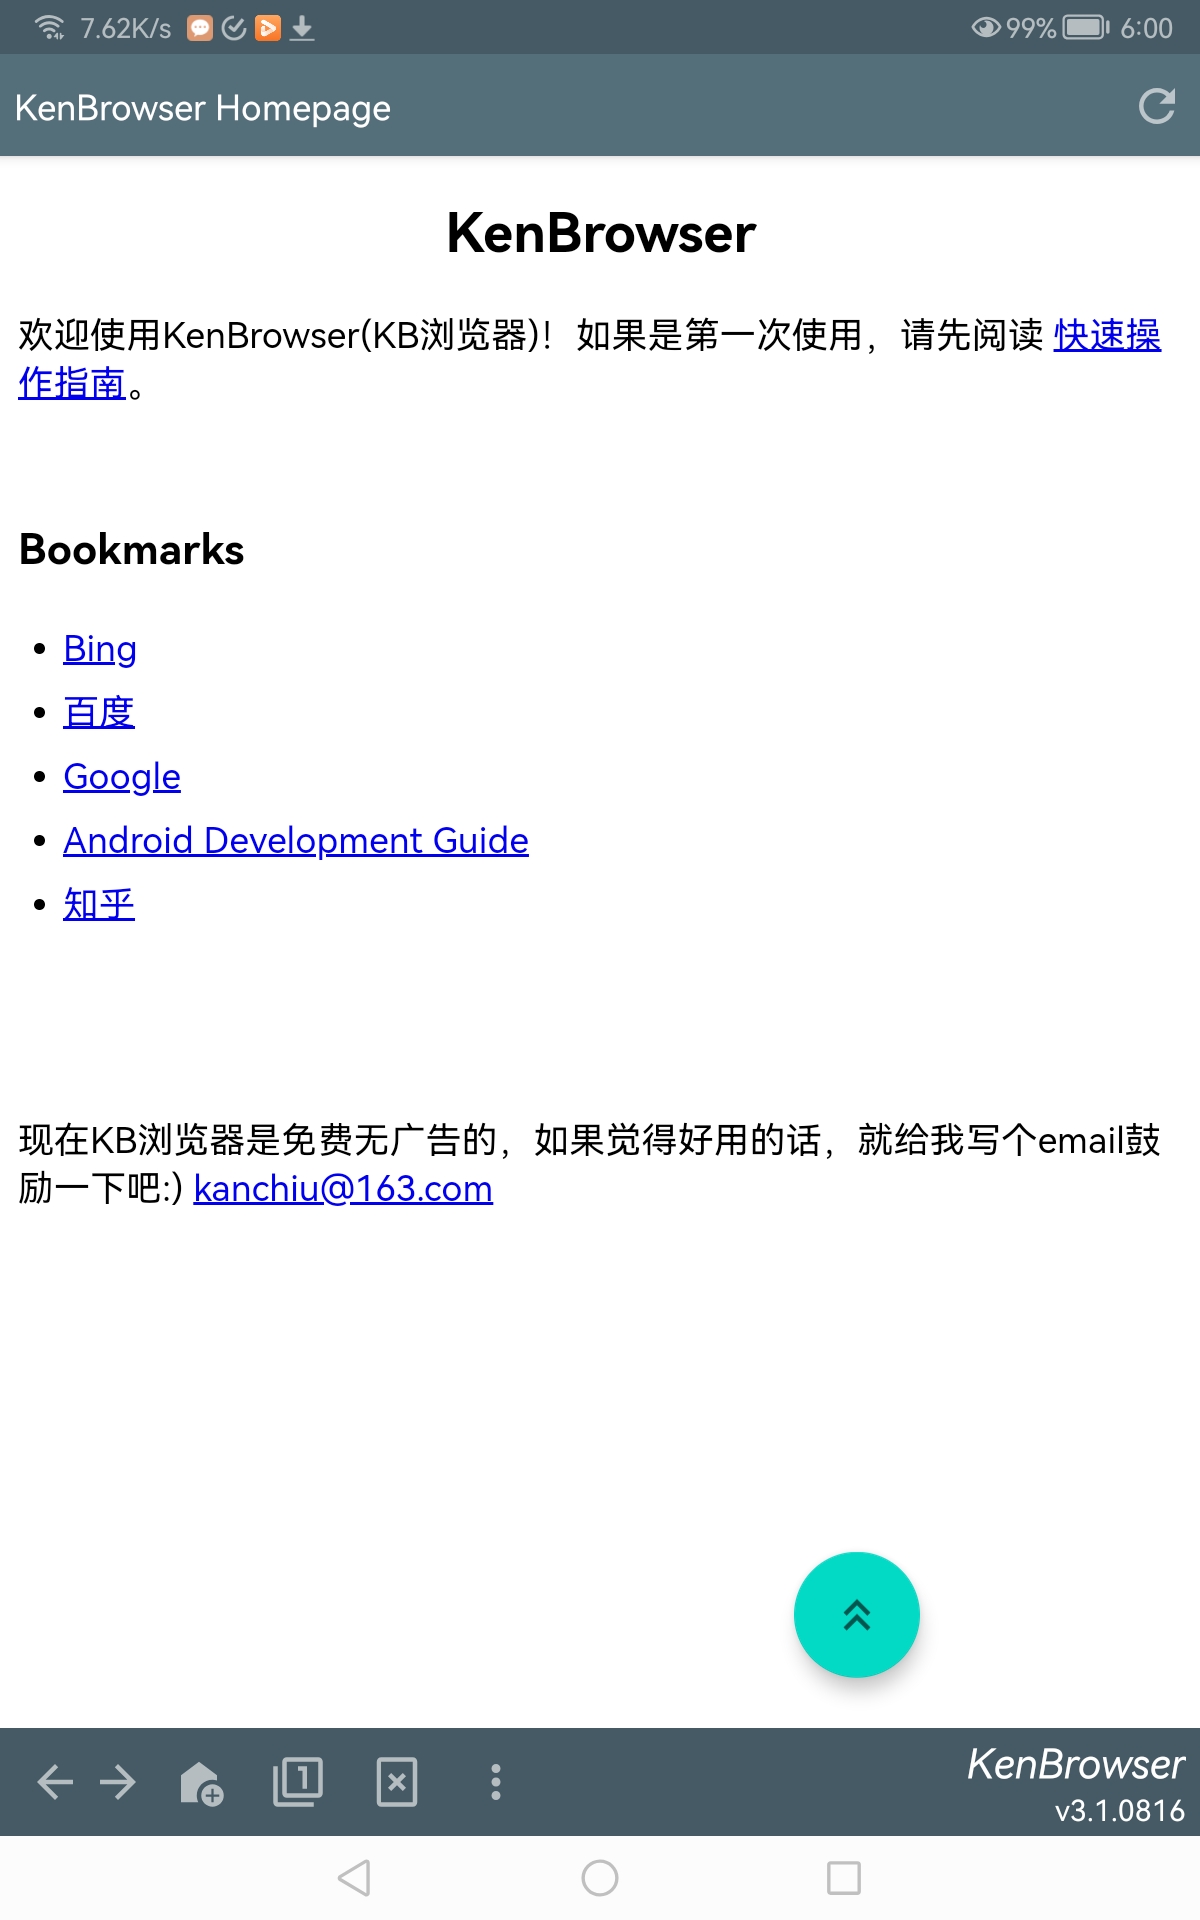 7.62K/s 99% 6:00
KenBrowser Homepage
KenBrowser
欢迎使用KenBrowser(KB浏览器)！如果是第一次使用，请先阅读 快速操
作指南。
Bookmarks
Bing
百度
Google
Android Development Guide
知乎
现在KB浏览器是免费无广告的，如果觉得好用的话，就给我写个email鼓
励一下吧:) kanchiu@163.com
1
KenBrowser
v3.1.0816